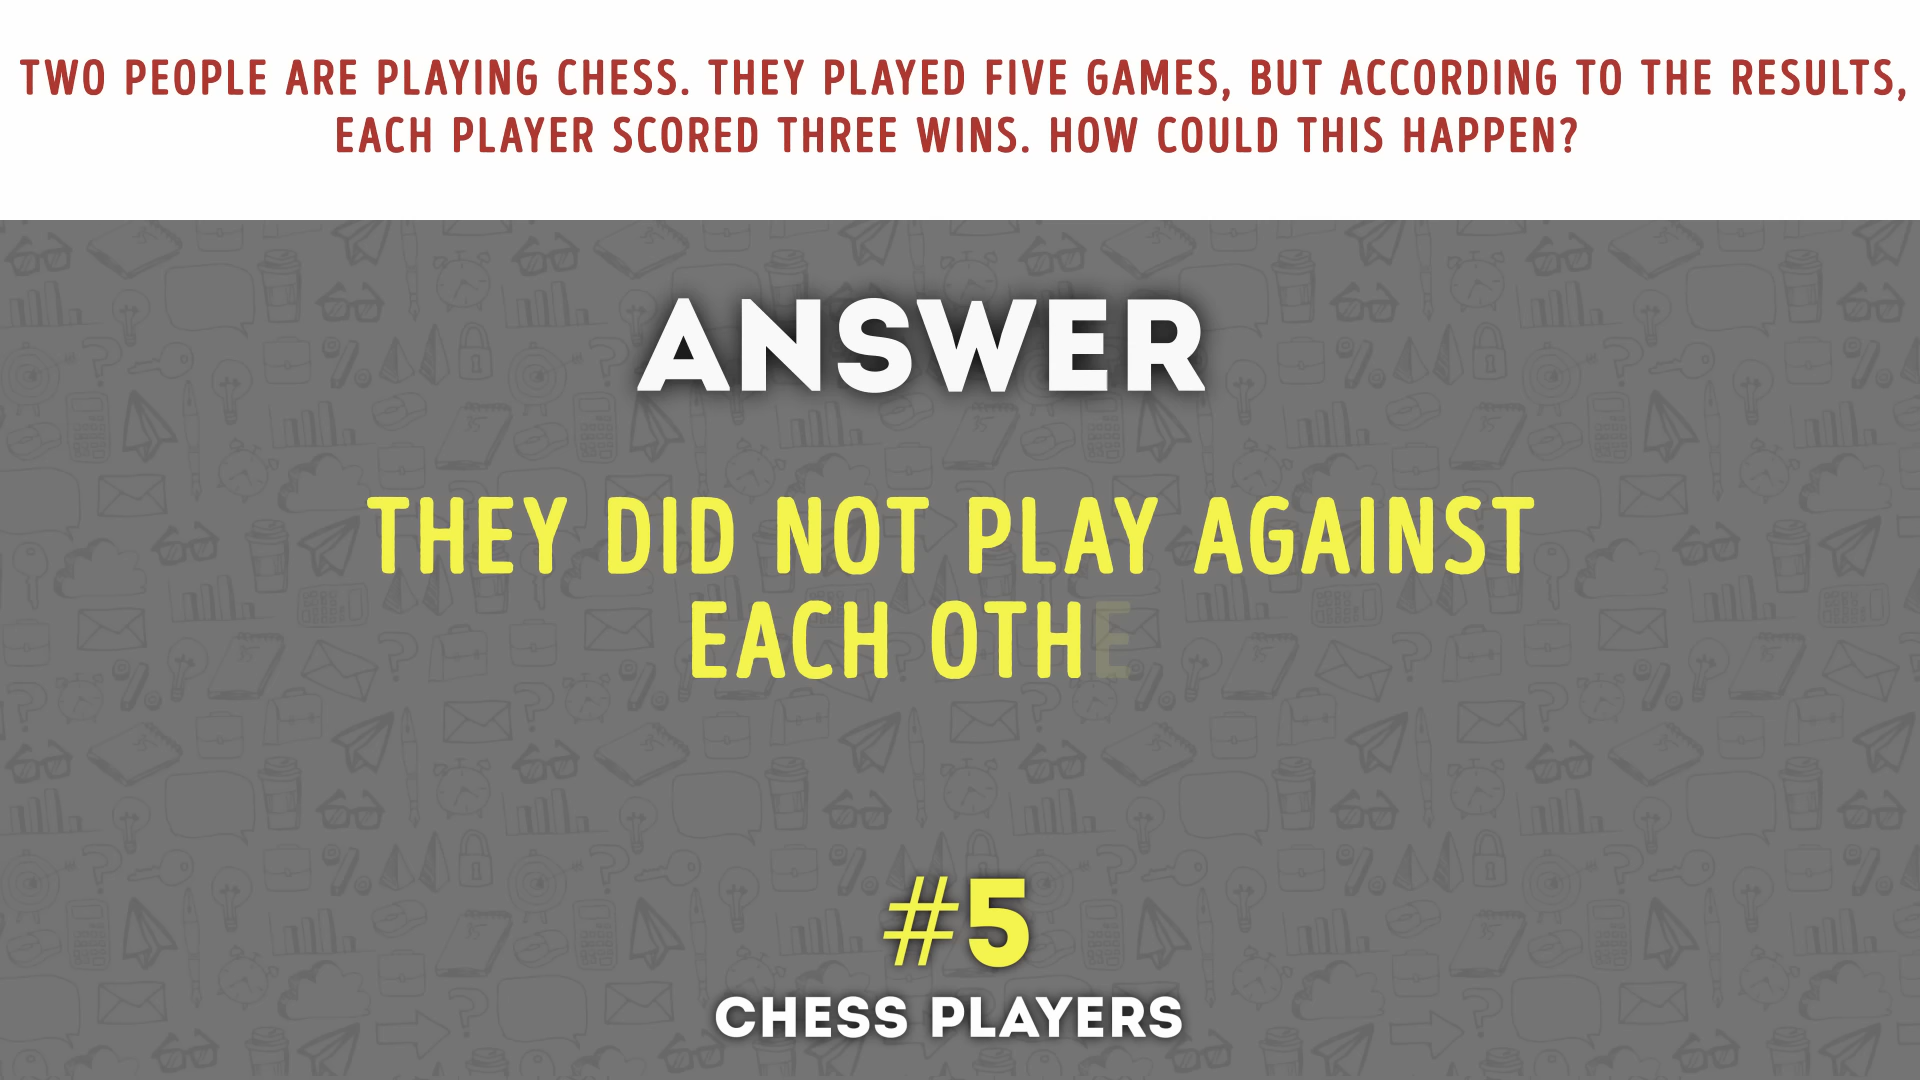 TWO PEOPLE ARE PLAYING CHESS. THEY PLAYED FIVE GAMES, BUT ACCORDING TO THE RESULTS,
EACH PLAYER SCORED THREE WINS. HOW COULD THIS HAPPEN?
ANSWER
THEY DID NOT PLAY AGAINST
EACH OTHE
#5
CHESS PLAYERS